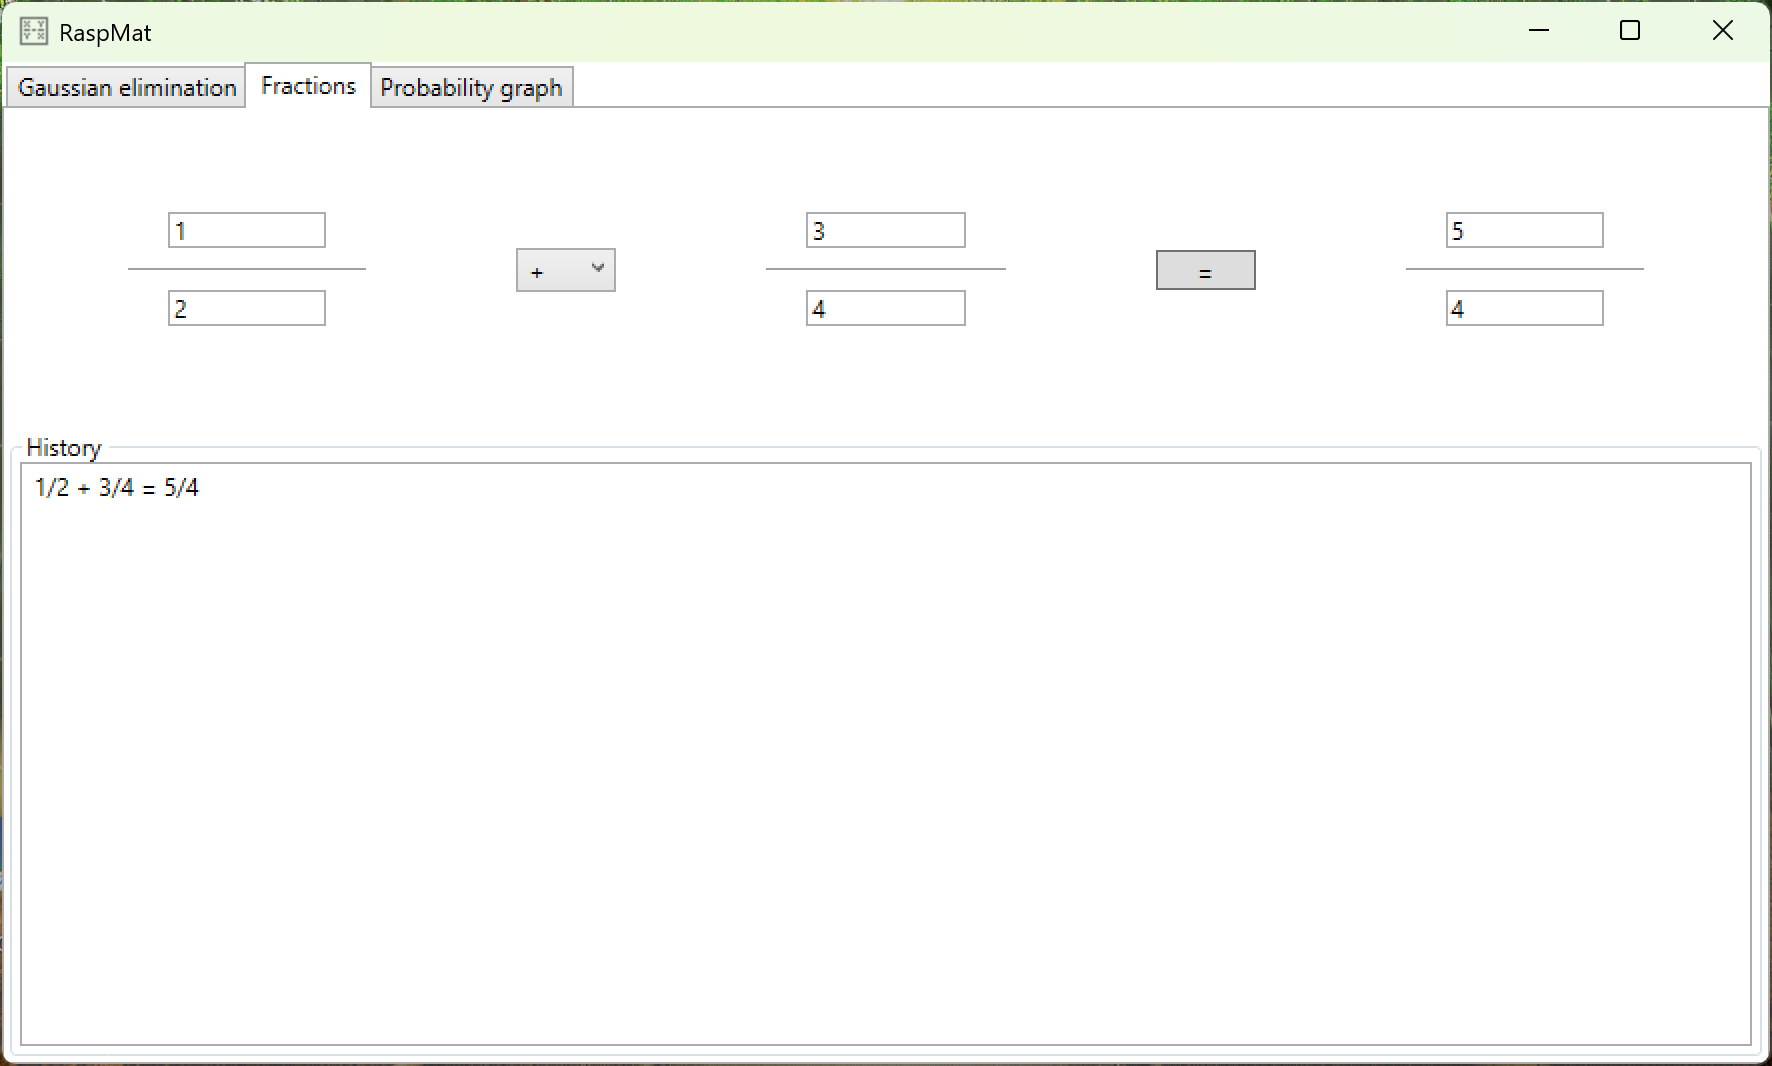 RaspMat
Gaussian elimination Fractions Probability graph
1 3 5
+ =
2 4 4
History
1/2 + 3/4 = 5/4